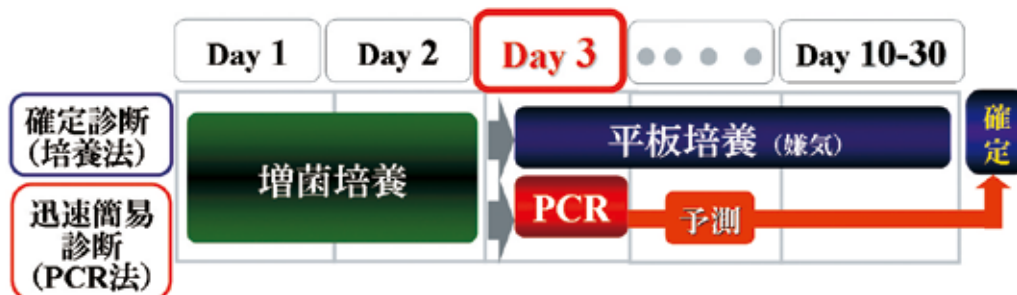 Day 1
Day 2
Day 3
Day 10-30
確定診断
(培養法)
迅速簡易
診断
(PCR法)
増菌培養
平板培養 (嫌気)
PCR
予測
確定